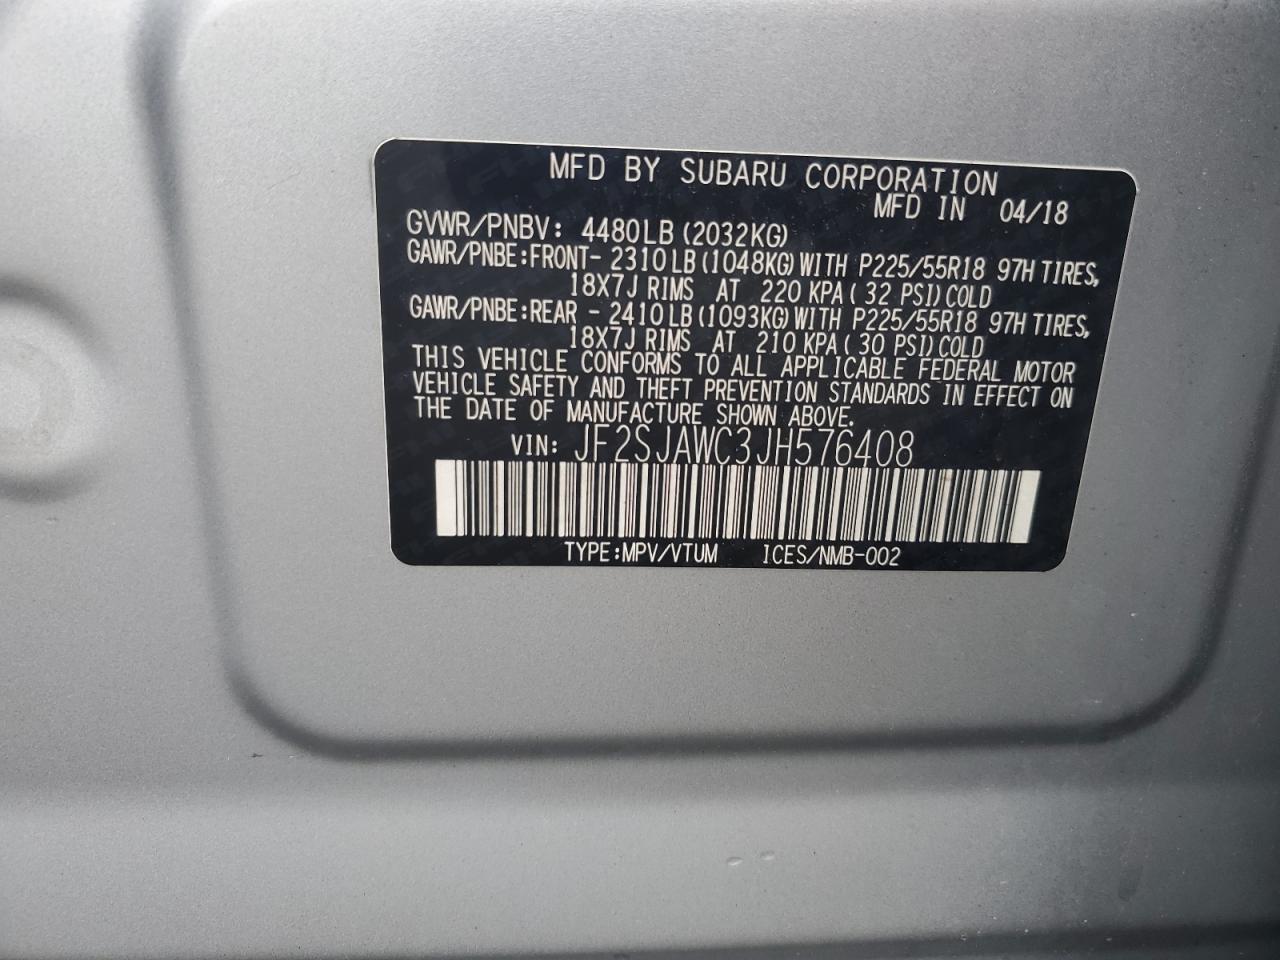 MFD BY SUBARU CORPORATION
MFD IN 04/18
GVWR/PNBV: 4480LB (2032KG)
GAWR/PNBE:FRONT- 2310LB (1048KG) WITH P225/55R18 97H TIRES,
18X7J RIMS AT 220 KPA ( 32 PSI) COLD
GAWR/PNBE:REAR - 2410LB (1093KG) WITH P225/55R18 97H TIRES,
18X7J RIMS AT 210 KPA ( 30 PSI) COLD
THIS VEHICLE CONFORMS TO ALL APPLICABLE FEDERAL MOTOR
VEHICLE SAFETY AND THEFT PREVENTION STANDARDS IN EFFECT ON
THE DATE OF MANUFACTURE SHOWN ABOVE.
VIN: JF2SJAWC3JH576408
TYPE:MPV/VTUM ICES/NMB-002